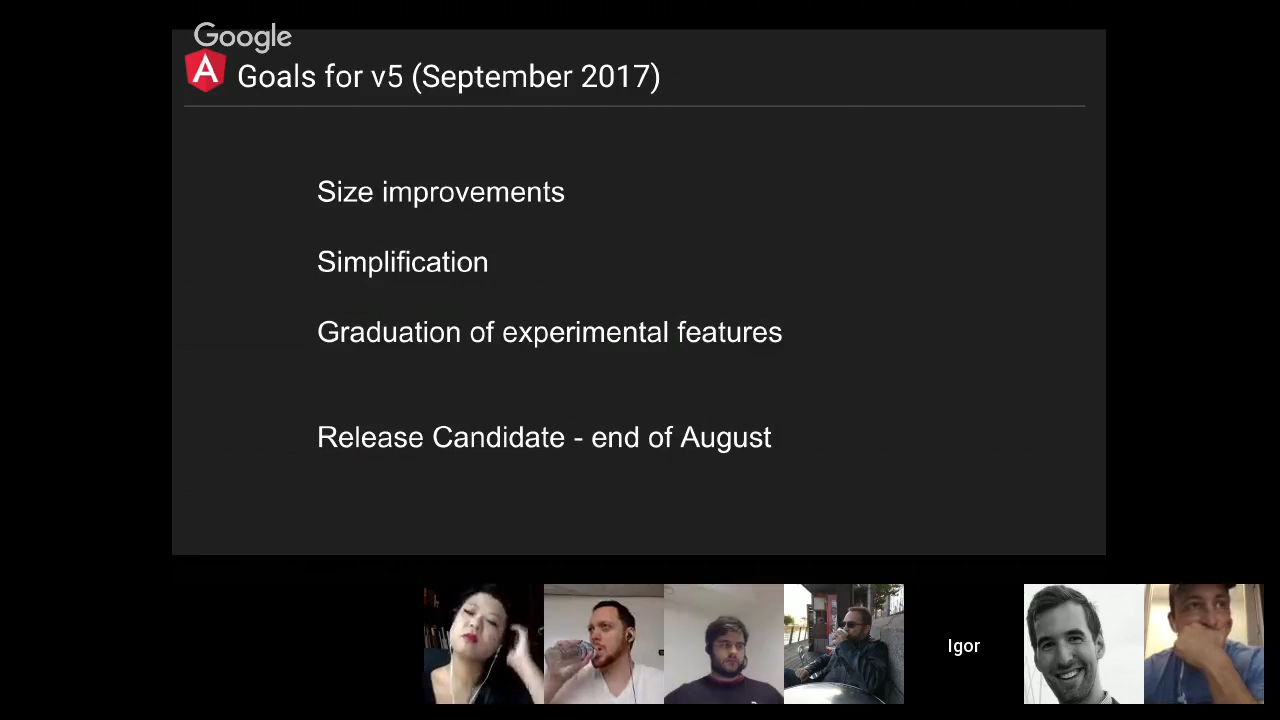 Google
A Goals for v5 (September 2017)
Size improvements
Simplification
Graduation of experimental features
Release Candidate - end of August
Igor